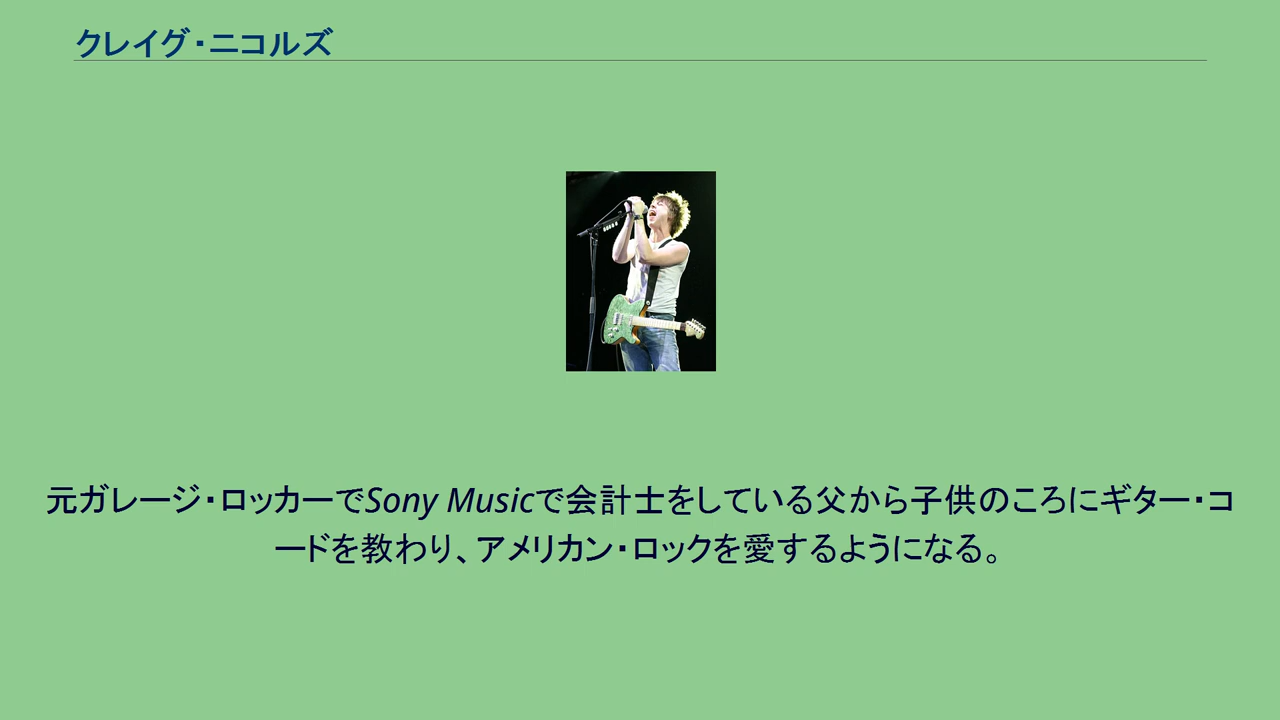 クレイグ・ニコルズ
元ガレージ・ロッカーでSony Musicで会計士をしている父から子供のころにギター・コ
ードを教わり、アメリカン・ロックを愛するようになる。